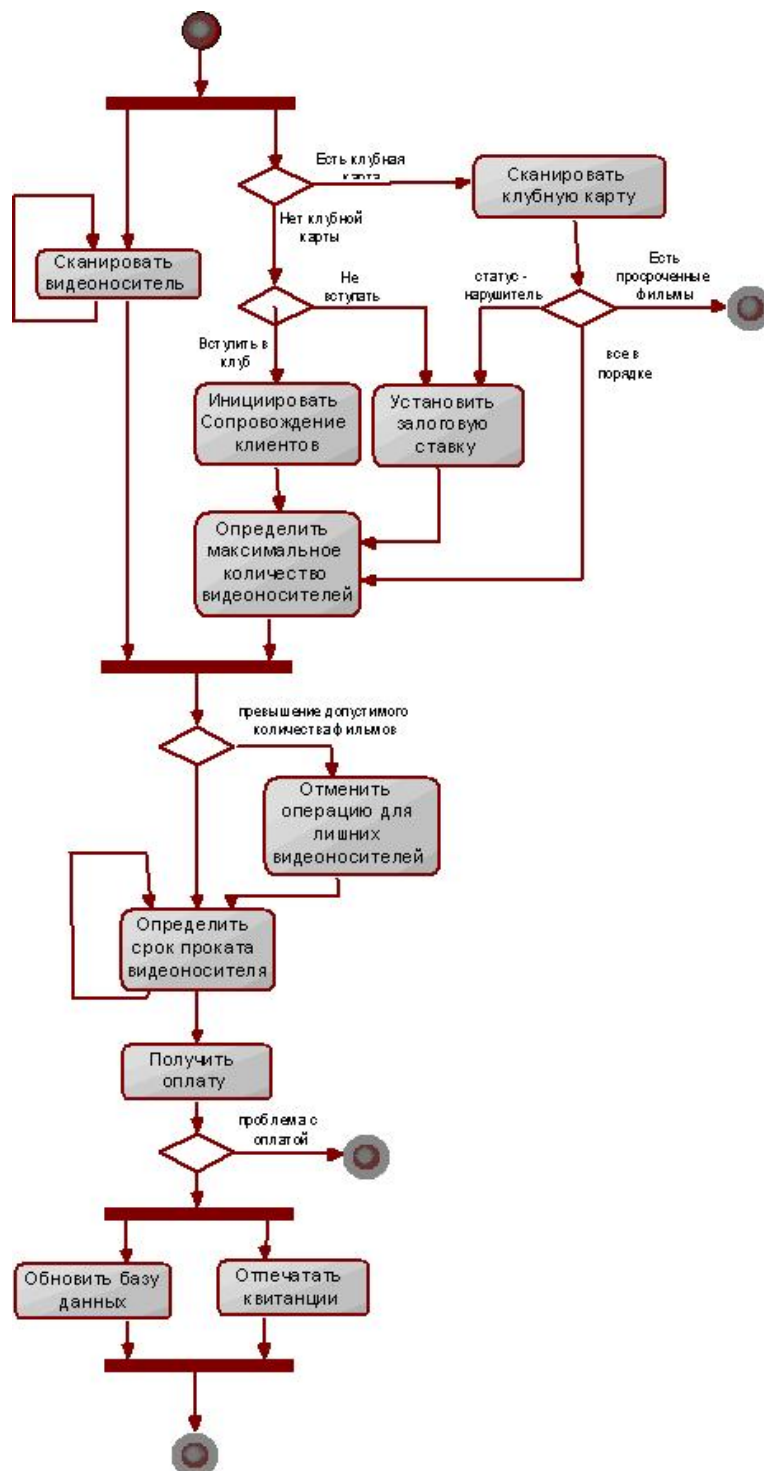 Есть клубная
карта
Сканировать
клубную карту
Нет клубной
карты
Сканировать
видеоноситель
Не
вступать
статус -
нарушитель
Есть
просроченные
фильмы
Вступить в
клуб
все в
порядке
Инициировать
Сопровождение
клиентов
Установить
залоговую
ставку
Определить
максимальное
количество
видеоносителей
превышение допустимого
количества фильмов
Отменить
операцию для
лишних
видеоносителей
Определить
срок проката
видеоносителя
Получить
оплату
проблема с
оплатой
Обновить базу
данных
Отпечатать
квитанции